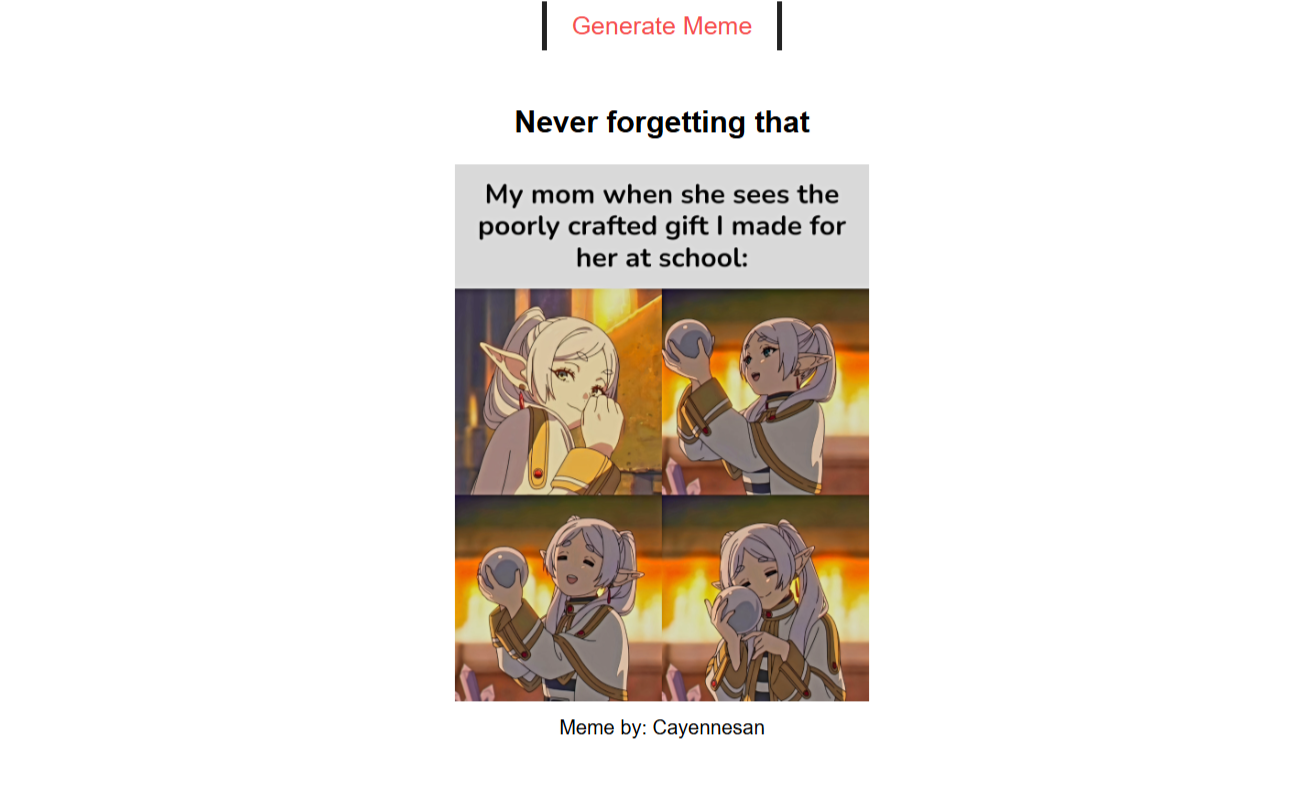 Generate Meme
Never forgetting that
My mom when she sees the
poorly crafted gift I made for
her at school:
Meme by: Cayennesan